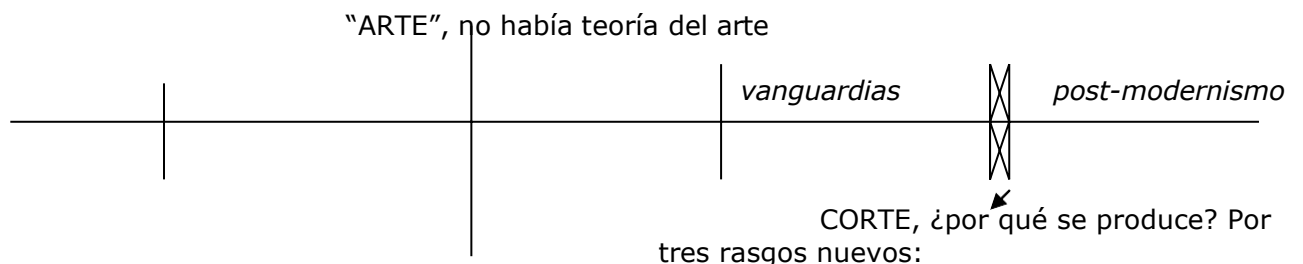 “ARTE”, no había teoría del arte
vanguardias
post-modernismo
CORTE, ¿por qué se produce? Por
tres rasgos nuevos: